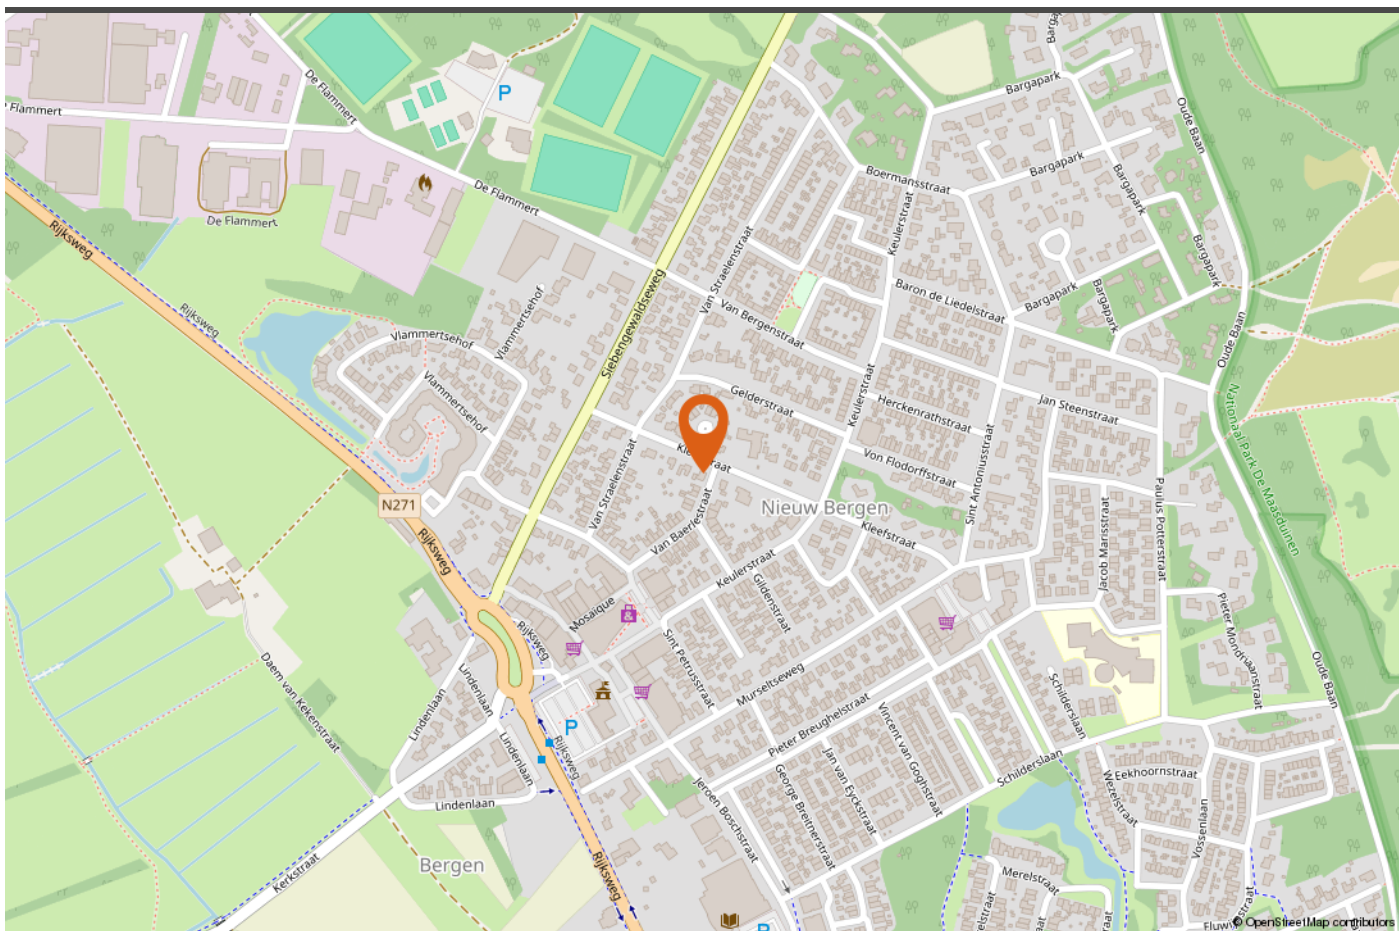 Bargapark
Bargapark
De Flammert
P
De Flammert
Oude Baan
Bargapark
Boermansstraat
Bargapark
De Flammert
De Flammert
Keulerstraat
Rijksweg
Van Straelenstraat
Bargapark
Siebengewaldseweg
Baron de Liedelstraat
Bargapark
Bargapark
Rijksweg
Vlammertsehof
Van Bergenstraat
Oude Baan
Vlammertsehof
Vlammertsehof
Gelderstraat
Keulerstraat
Herckenrathstraat
Jan Steenstraat
Nationaal Park De Maasduinen
Van Straelenstraat
Von Flodorffstraat
Sint Antoniusstraat
N271
Nieuw Bergen
Paulus Potterstraat
Van Baerlestraat
Kleefstraat
Jacob Marisstraat
Rijksweg
Keulerstraat
Gildenstraat
Mosaique
Pieter Mondriaanstraat
Rijksweg
Sint Petrusstraat
Daem van Kekenstraat
Lindenlaan
Lindenlaan
Murseltseweg
Schilderslaan
Oude Baan
P
Pieter Breughelstraat
Vincent van Goghstraat
Lindenlaan
Rijksweg
Jan van Eyckstraat
George Breitnerstraat
Schilderslaan
Eekhoornstraat
Wezelstraat
Vossenlaan
Lindenlaan
Jeroen Boschstraat
Bergen
Kerkstraat
Rijksweg
Merelstraat
P
© OpenStreetMap contributors